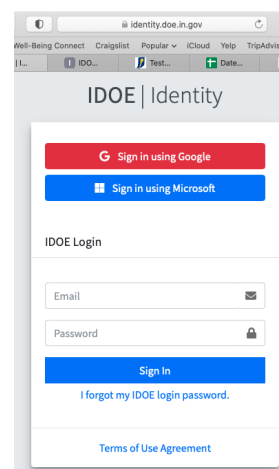 identity.doe.in.gov
Well-Being Connect Craigslist Popular iCloud Yelp TripAdvis
I... IDO... Test... Date...
IDOE | Identity
G Sign in using Google
Sign in using Microsoft
IDOE Login
Email
Password
Sign In
I forgot my IDOE login password.
Terms of Use Agreement